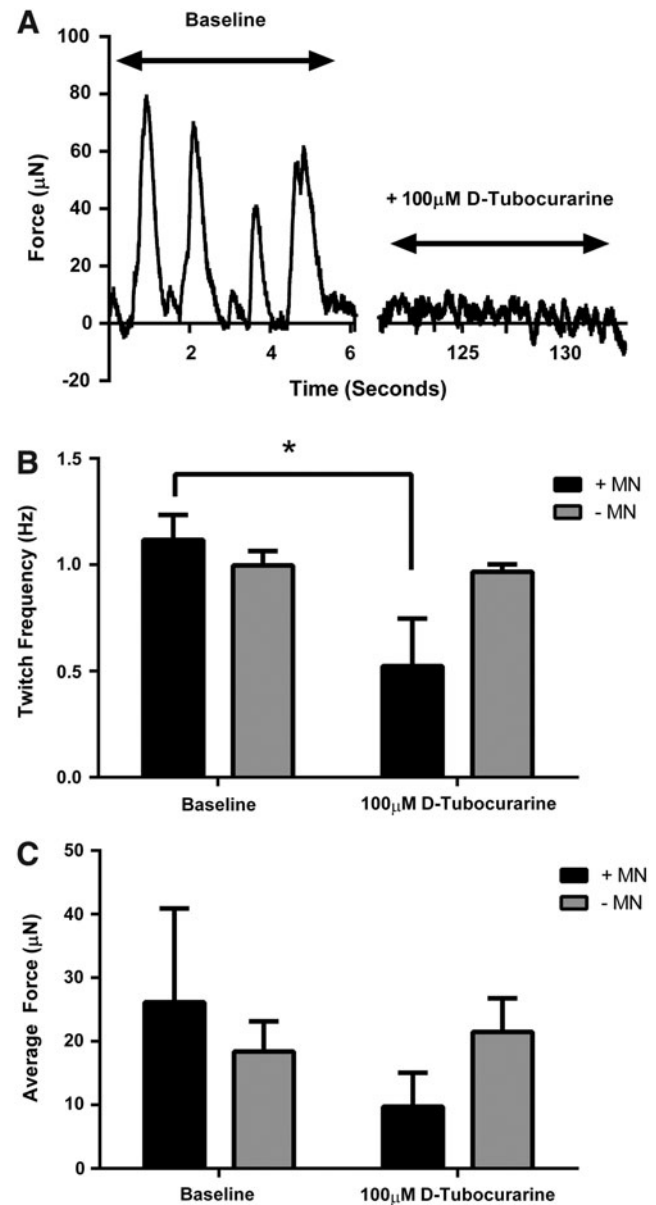 A
Baseline
100
80
60
40
20
0
-20
Force (μN)
+ 100μM D-Tubocurarine
2
4
6
125
130
Time (Seconds)
B
1.5
1.0
0.5
0.0
Twitch Frequency (Hz)
*
+ MN
- MN
Baseline
100μM D-Tubocurarine
C
50
40
30
20
10
0
Average Force (μN)
+ MN
- MN
Baseline
100μM D-Tubocurarine